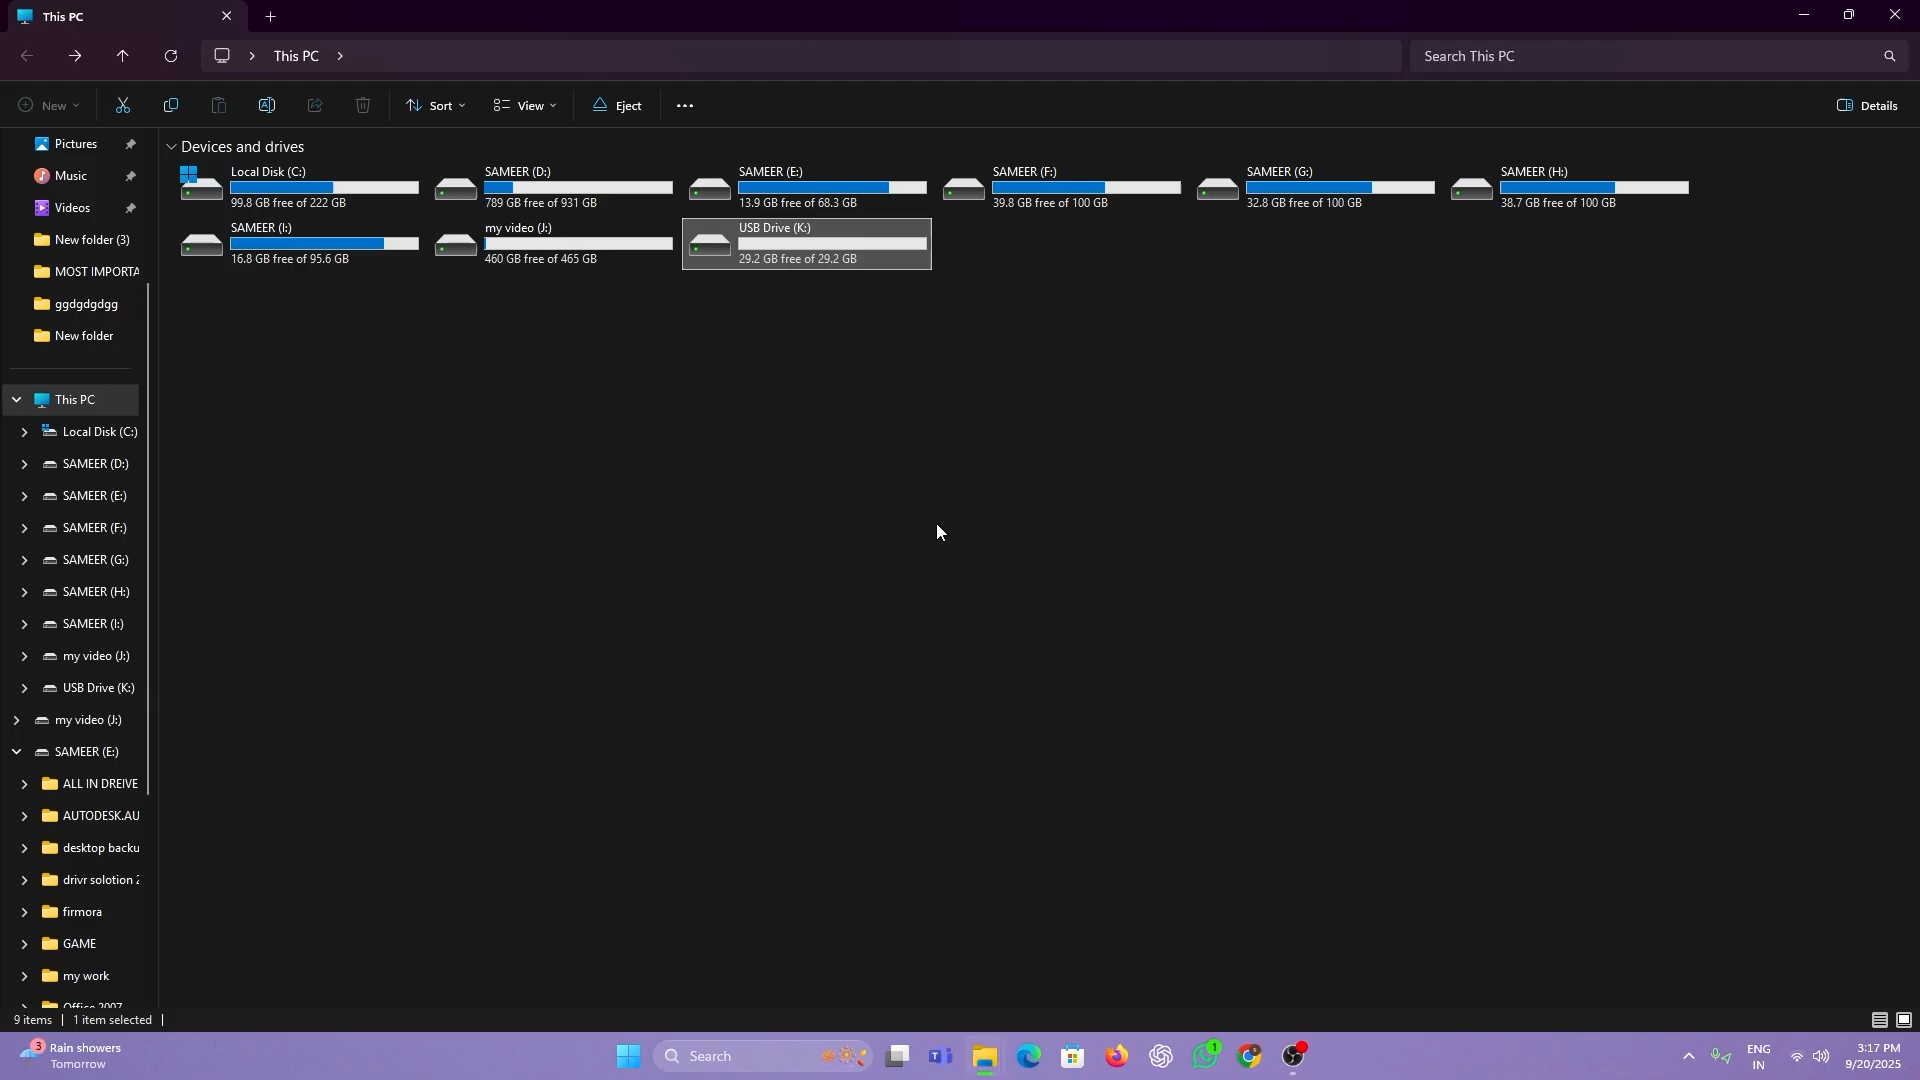 This PC
This PC
Search This PC
New
Sort
View
Eject
Details
Pictures
Music
Videos
New folder (3)
MOST IMPORTA
ggdgdgdgg
New folder
This PC
Local Disk (C:)
SAMEER (D:)
SAMEER (E:)
SAMEER (F:)
SAMEER (G:)
SAMEER (H:)
SAMEER (I:)
my video (J:)
USB Drive (K:)
my video (J:)
SAMEER (E:)
ALL IN DREIVE
AUTODESK.AU
desktop backu
drivr solotion 2
firmora
GAME
my work
Office 2007
Devices and drives
Local Disk (C:)
99.8 GB free of 222 GB
SAMEER (D:)
789 GB free of 931 GB
SAMEER (E:)
13.9 GB free of 68.3 GB
SAMEER (F:)
39.8 GB free of 100 GB
SAMEER (G:)
32.8 GB free of 100 GB
SAMEER (H:)
38.7 GB free of 100 GB
SAMEER (I:)
16.8 GB free of 95.6 GB
my video (J:)
460 GB free of 465 GB
USB Drive (K:)
29.2 GB free of 29.2 GB
9 items
1 item selected
3
Rain showers
Tomorrow
Search
1
ENG
IN
3:17 PM
9/20/2025